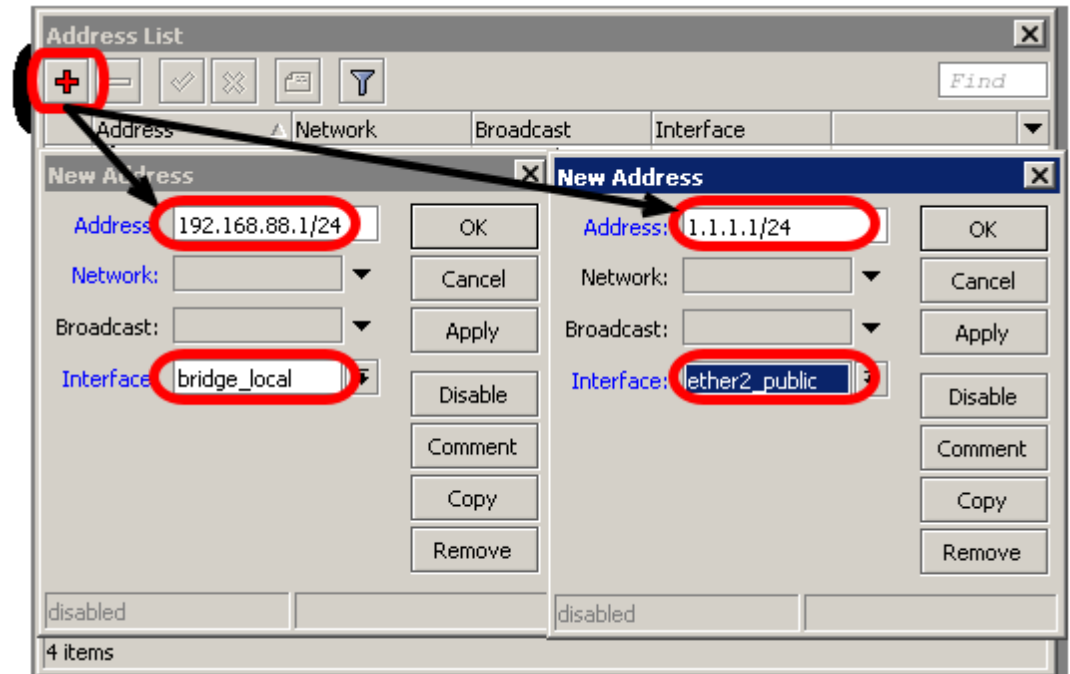 Address List
Find
Address Network Broadcast Interface
New Address
Address: 192.168.88.1/24 OK
Network: Cancel
Broadcast: Apply
Interface: bridge_local Disable
Comment
Copy
Remove
disabled
New Address
Address: 1.1.1.1/24 OK
Network: Cancel
Broadcast: Apply
Interface: ether2_public Disable
Comment
Copy
Remove
disabled
4 items